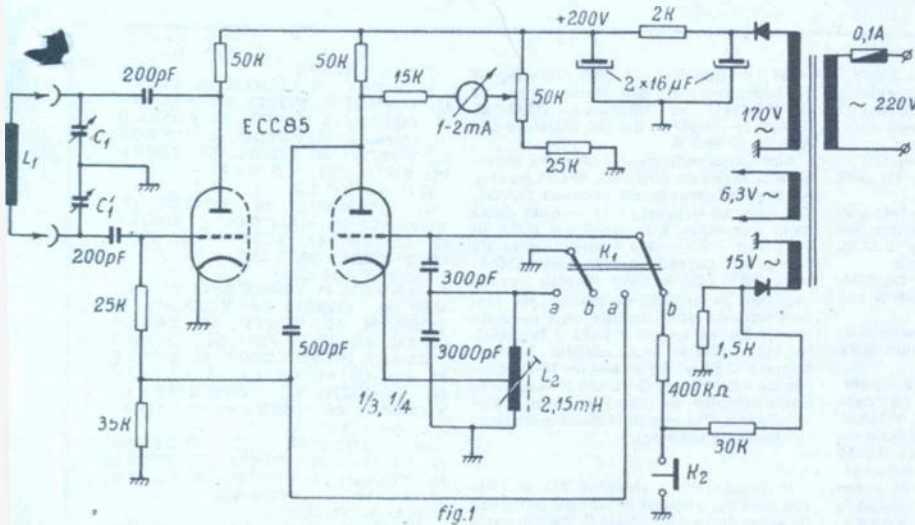 +200V
2K
0,1A
200pF
50K
50K
15K
50K
2×16μF
170V
~
~ 220V
ECC85
1-2mA
L1
C1
25K
6,3V ~
C1'
200pF
K1
15V ~
25K
300pF
a
b
a
b
500pF
3000pF
1,5K
L2
400KΩ
1/3, 1/4
2,15mH
35K
30K
K2
fig.1